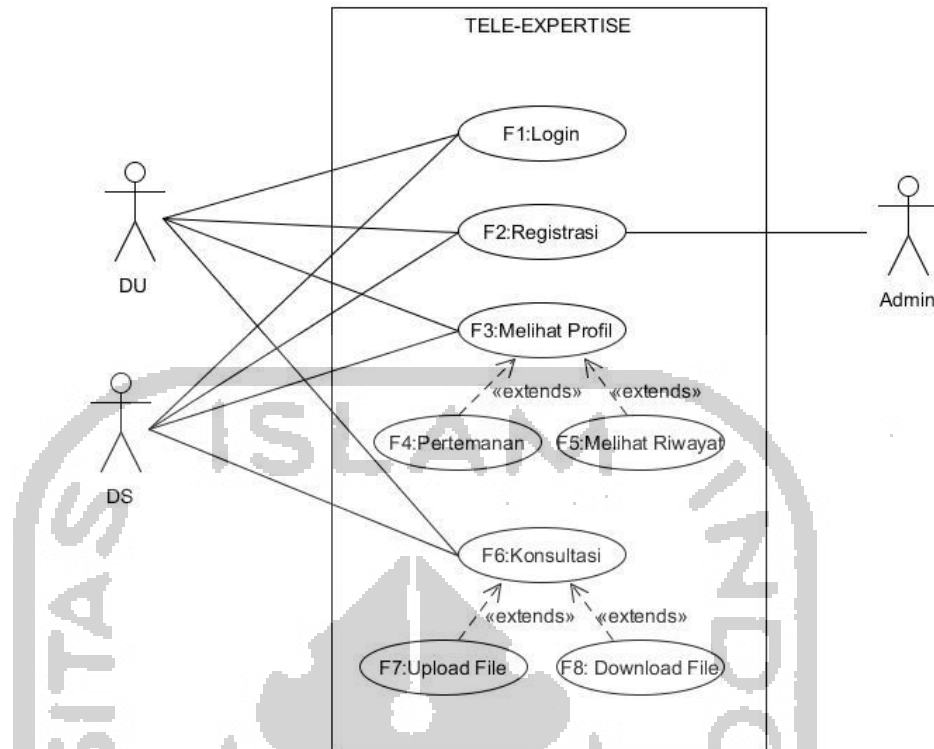 TELE-EXPERTISE
F1:Login
DU
F2:Registrasi
Admin
F3:Melihat Profil
«extends»
«extends»
DS
F4:Pertemanan
F5:Melihat Riwayat
ISLAM
F6:Konsultasi
«extends»
«extends»
F7:Upload File
F8: Download File